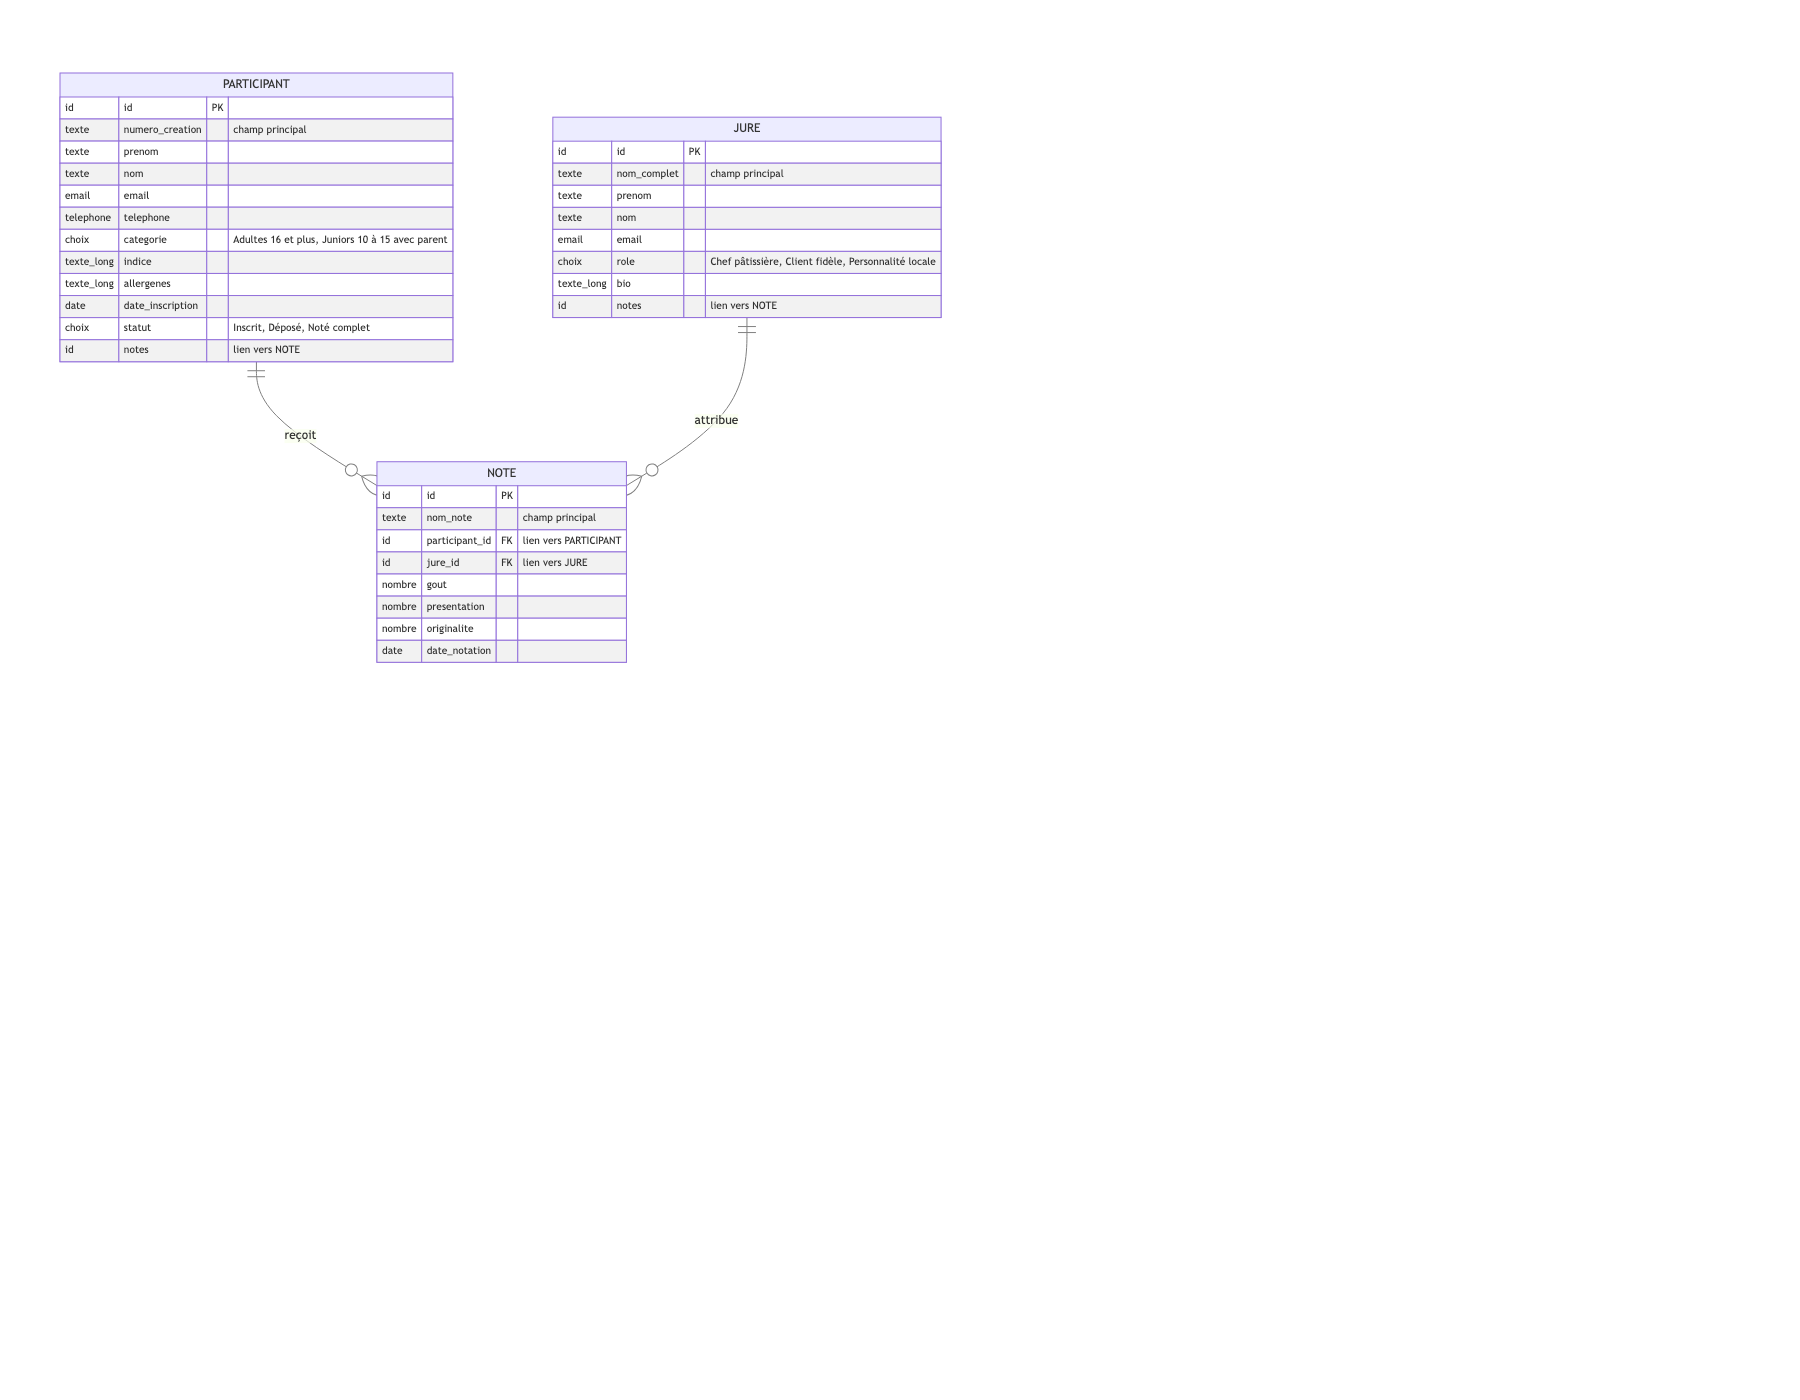 PARTICIPANT
id id PK
texte numero_creation champ principal
texte prenom
texte nom
email email
telephone telephone
choix categorie Adultes 16 et plus, Juniors 10 à 15 avec parent
texte_long indice
texte_long allergenes
date date_inscription
choix statut Inscrit, Déposé, Noté complet
id notes lien vers NOTE
JURE
id id PK
texte nom_complet champ principal
texte prenom
texte nom
email email
choix role Chef pâtissière, Client fidèle, Personnalité locale
texte_long bio
id notes lien vers NOTE
reçoit
attribue
NOTE
id id PK
texte nom_note champ principal
id participant_id FK lien vers PARTICIPANT
id jure_id FK lien vers JURE
nombre gout
nombre presentation
nombre originalite
date date_notation